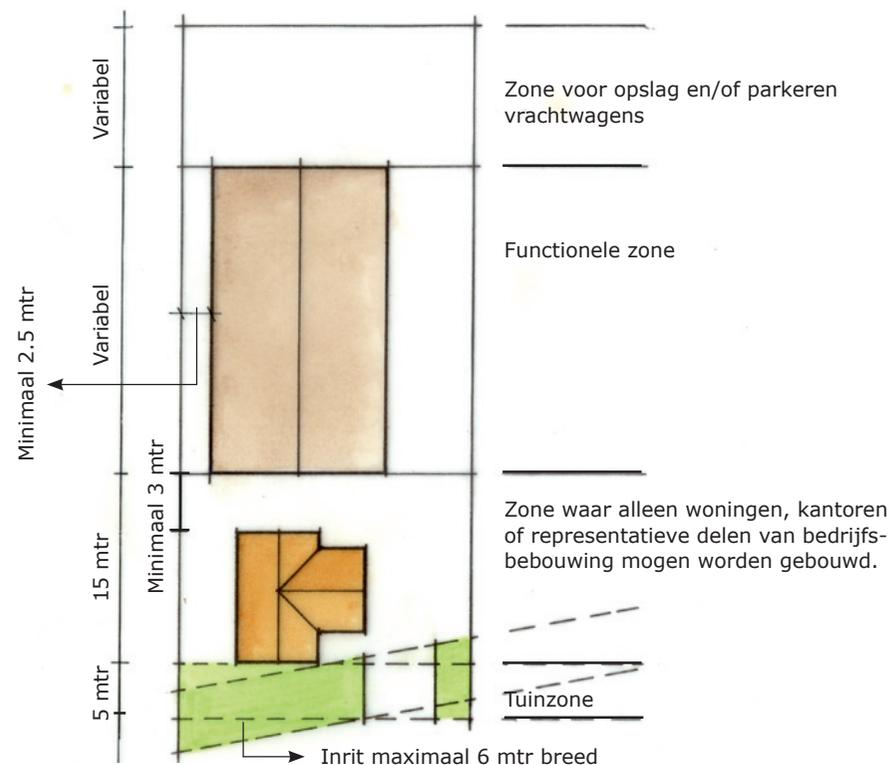 Variabel
Zone voor opslag en/of parkeren
vrachtwagens
Variabel
Minimaal 2.5 mtr
Functionele zone
15 mtr
Minimaal 3 mtr
Zone waar alleen woningen, kantoren
of representatieve delen van bedrijfs-
bebouwing mogen worden gebouwd.
5 mtr
Tuinzone
Inrit maximaal 6 mtr breed